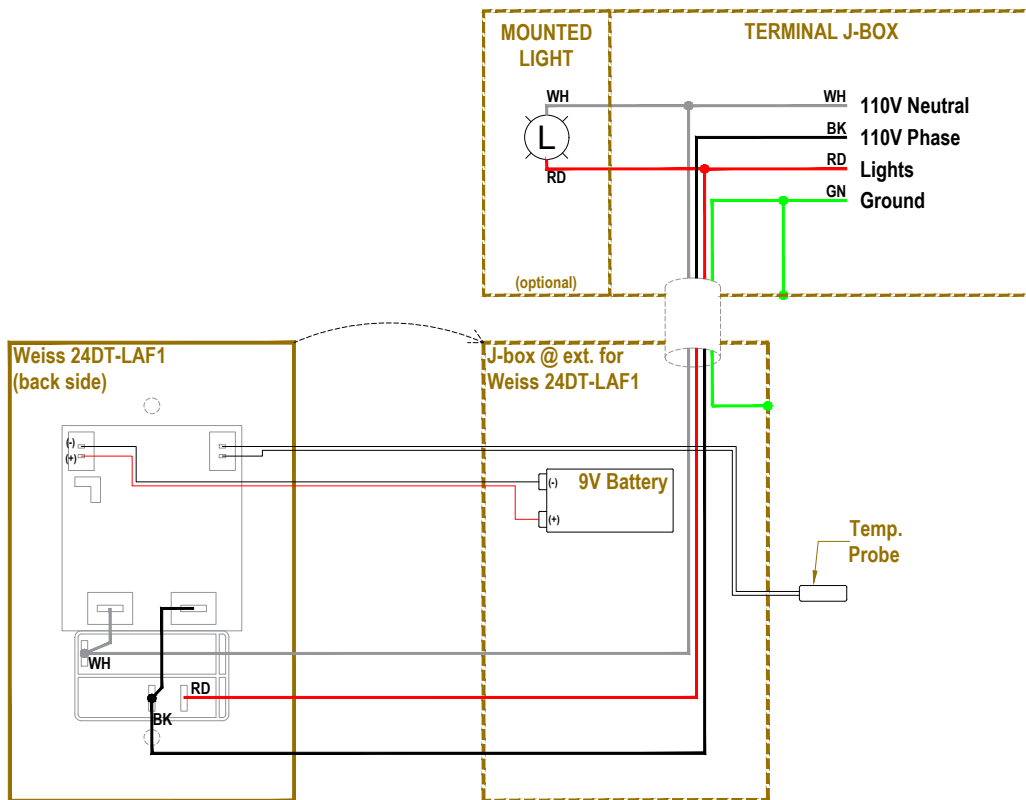 MOUNTED
LIGHT
TERMINAL J-BOX
WH
WH
110V Neutral
L
BK
110V Phase
RD
RD
Lights
GN
Ground
(optional)
Weiss 24DT-LAF1
(back side)
J-box @ ext. for
Weiss 24DT-LAF1
(-)
(+)
9V Battery
(-)
(+)
Temp.
Probe
WH
RD
BK